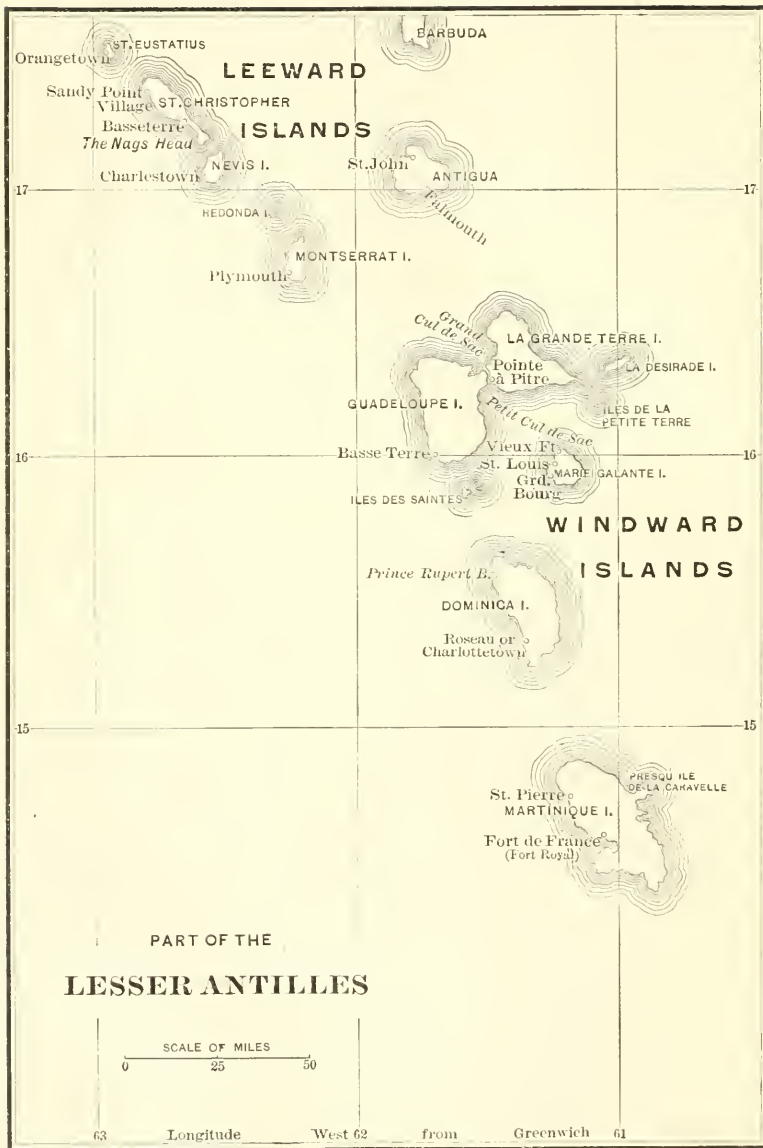 BARBUDA
ST. EUSTATIUS
Orangetown
LEEWARD
Sandy Point
Village
ST. CHRISTOPHER
ISLANDS
Basseterre
The Nags Head
NEVIS I.
Charlestown
St. John
ANTIGUA
17
17
Falmouth
REDONDA I.
MONTSERRAT I.
Plymouth
Grand
Cul de Sac
LA GRANDE TERRE I.
Pointe
à Pitre
LA DESIRADE I.
GUADELOUPE I.
Petit Cul de Sac
ILES DE LA
PETITE TERRE
Vieux Ft.
Basse Terre
16
16
St. Louis
MARIE GALANTE I.
Grd.
Bourg
ILES DES SAINTES
WINDWARD
ISLANDS
Prince Rupert B.
DOMINICA I.
Roseau or
Charlottetown
15
15
PRESQU ILE
DE LA CARAVELLE
St. Pierre
MARTINIQUE I.
Fort de France
(Fort Royal)
PART OF THE
LESSER ANTILLES
SCALE OF MILES
0 25 50
63 Longitude West 62 from Greenwich 61